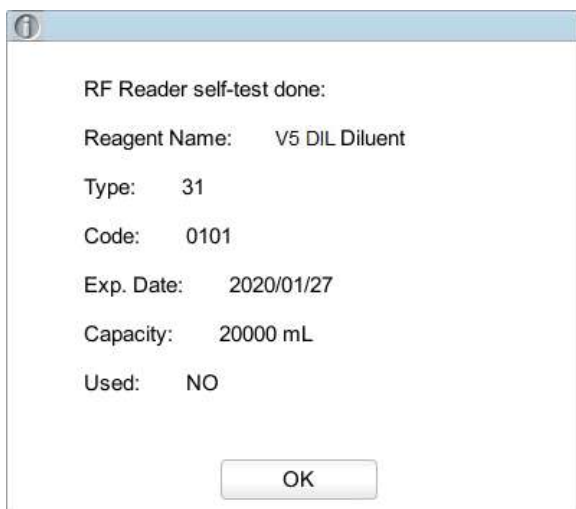 RF Reader self-test done:
Reagent Name: V5 DIL Diluent
Type: 31
Code: 0101
Exp. Date: 2020/01/27
Capacity: 20000 mL
Used: NO
OK